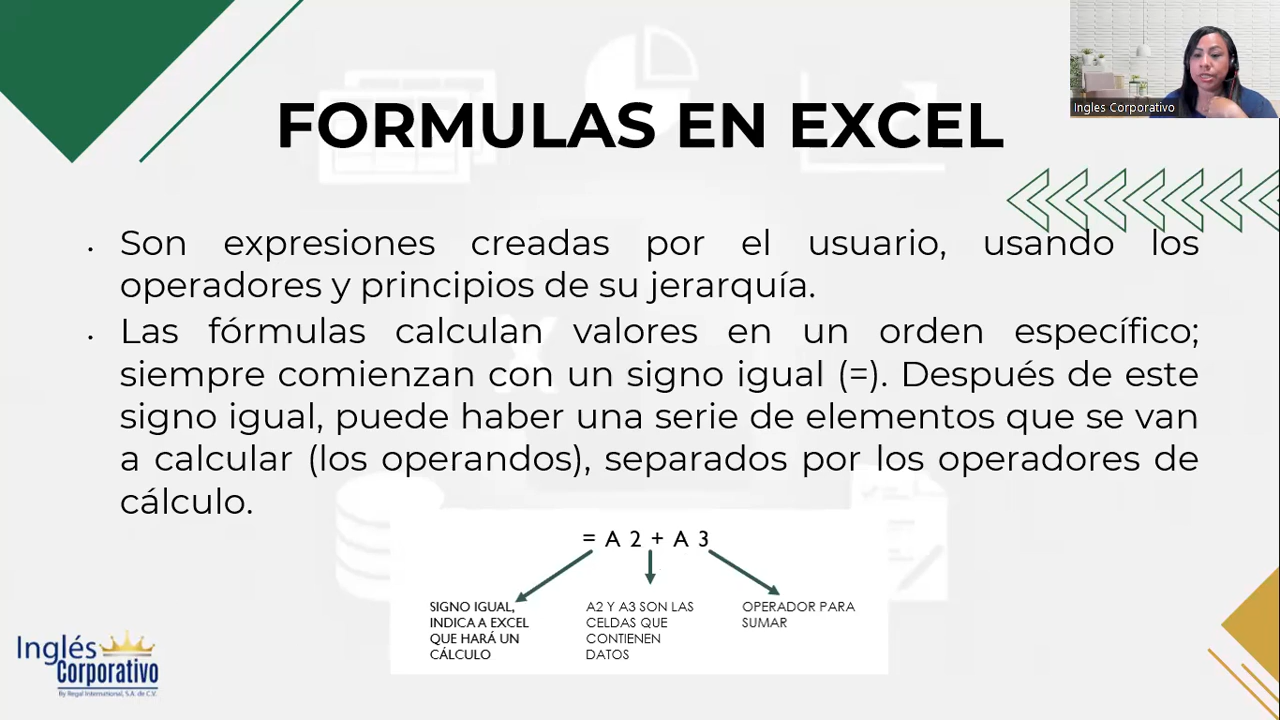 Ingles Corporativo
FORMULAS EN EXCEL
• Son expresiones creadas por el usuario, usando los
operadores y principios de su jerarquía.
• Las fórmulas calculan valores en un orden específico;
siempre comienzan con un signo igual (=). Después de este
signo igual, puede haber una serie de elementos que se van
a calcular (los operandos), separados por los operadores de
cálculo.
= A 2 + A 3
SIGNO IGUAL,
INDICA A EXCEL
QUE HARÁ UN
CÁLCULO
A2 Y A3 SON LAS
CELDAS QUE
CONTIENEN
DATOS
OPERADOR PARA
SUMAR
Inglés
Corporativo
By Regal International, S.A. de C.V.